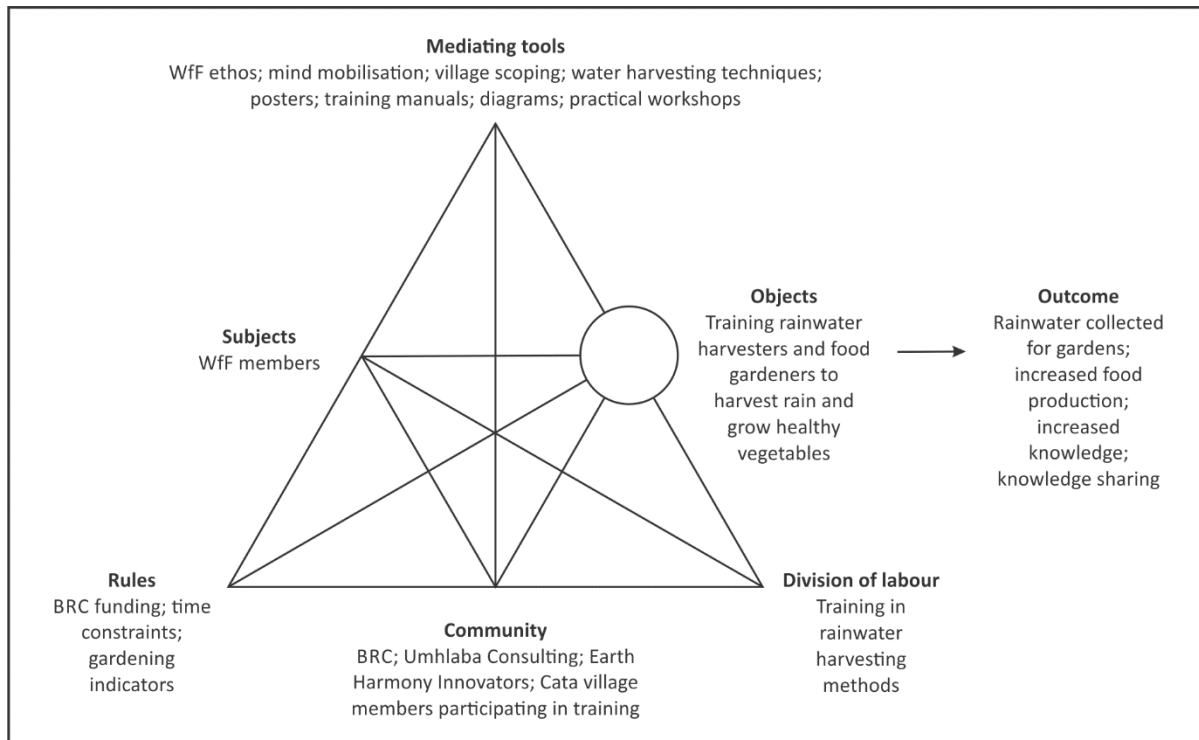 Mediating tools
WfF ethos; mind mobilisation; village scoping; water harvesting techniques;
posters; training manuals; diagrams; practical workshops
Subjects
WfF members
Objects
Training rainwater
harvesters and food
gardeners to
harvest rain and
grow healthy
vegetables
Outcome
Rainwater collected
for gardens;
increased food
production;
increased
knowledge;
knowledge sharing
Rules
BRC funding; time
constraints;
gardening
indicators
Community
BRC; Umhlaba Consulting; Earth
Harmony Innovators; Cata village
members participating in training
Division of labour
Training in
rainwater
harvesting
methods